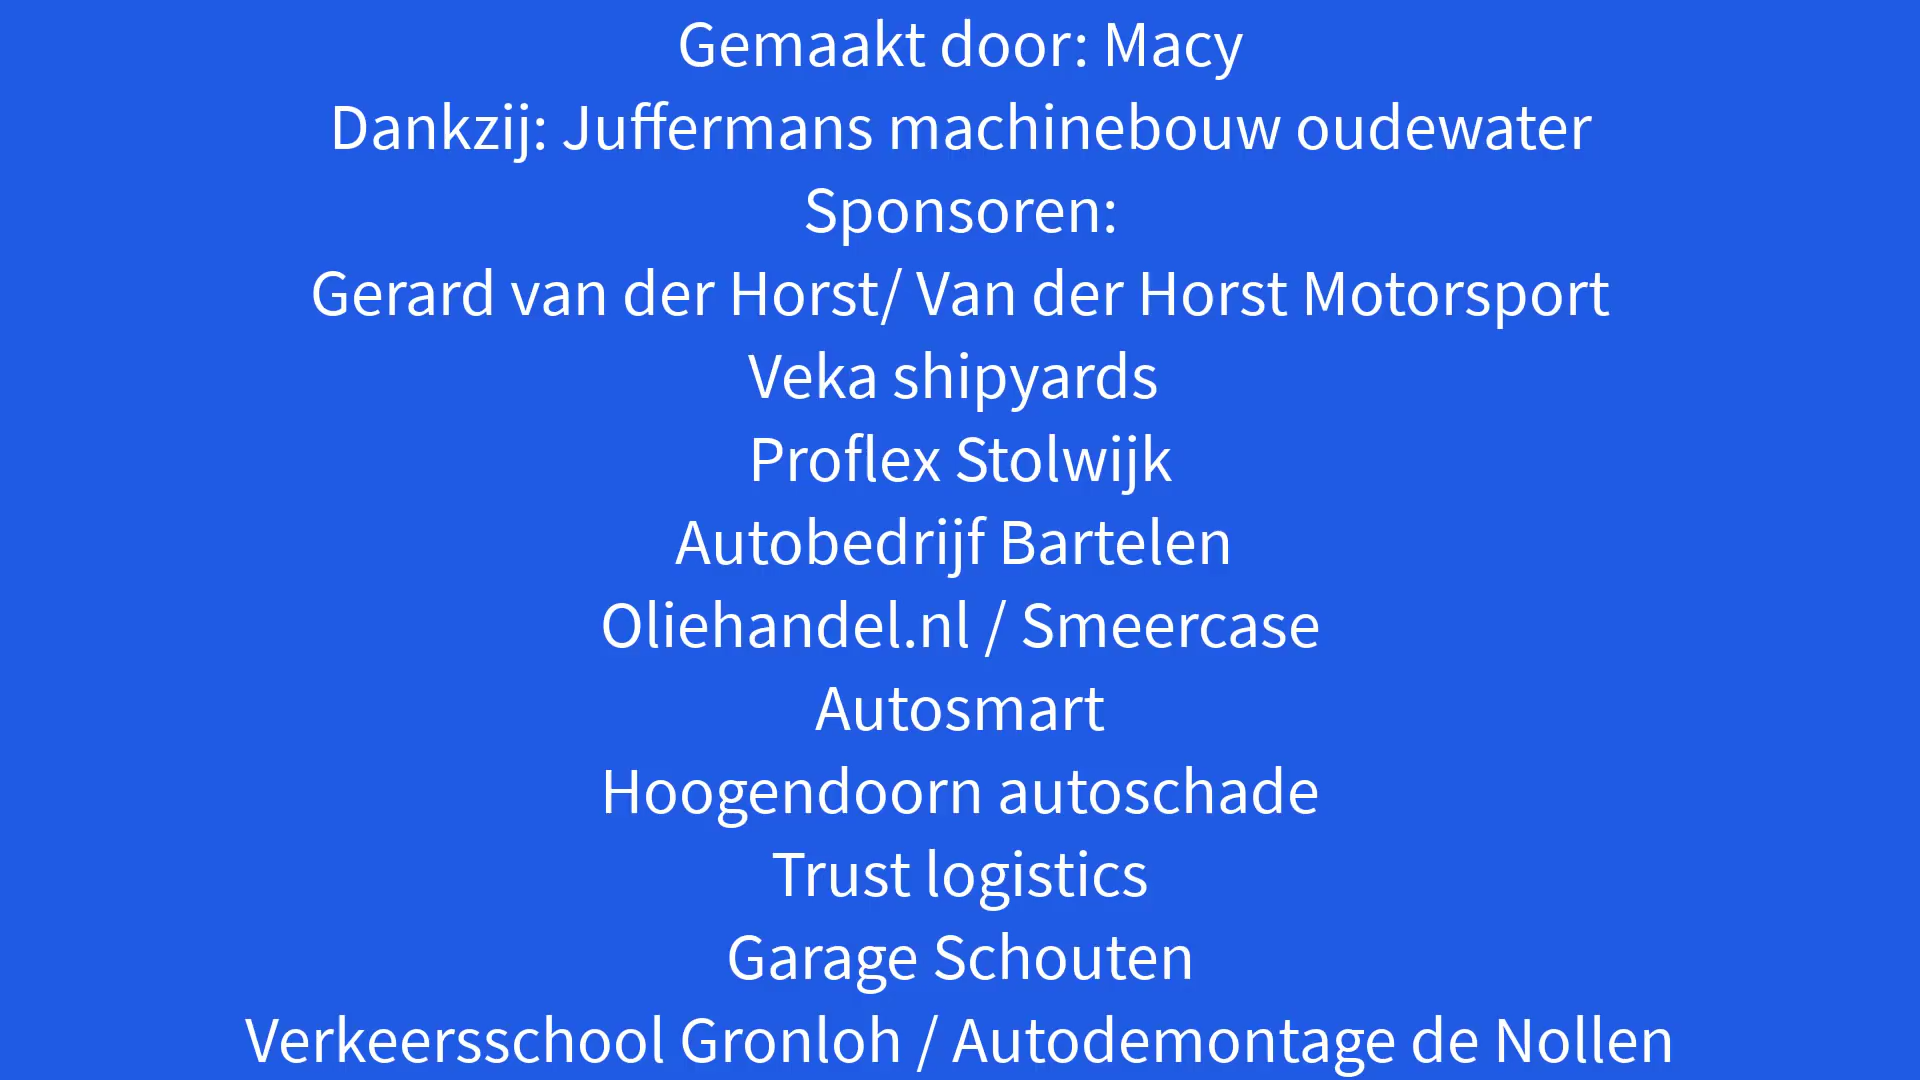 Gemaakt door: Macy
Dankzij: Juffermans machinebouw oudewater
Sponsoren:
Gerard van der Horst/ Van der Horst Motorsport
Veka shipyards
Proflex Stolwijk
Autobedrijf Bartelen
Oliehandel.nl / Smeercase
Autosmart
Hoogendoorn autoschade
Trust logistics
Garage Schouten
Verkeersschool Gronloh / Autodemontage de Nollen